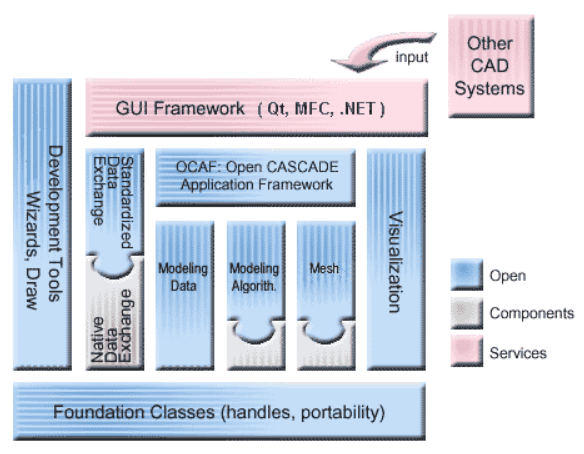 Other
CAD
Systems
input
GUI Framework ( Qt, MFC, .NET )
Development Tools
Wizards, Draw
Standardized
Data
Exchange
OCAF: Open CASCADE
Application Framework
Visualization
Modeling
Data
Modeling
Algorith.
Mesh
Native
Data
Exchange
Open
Components
Services
Foundation Classes (handles, portability)